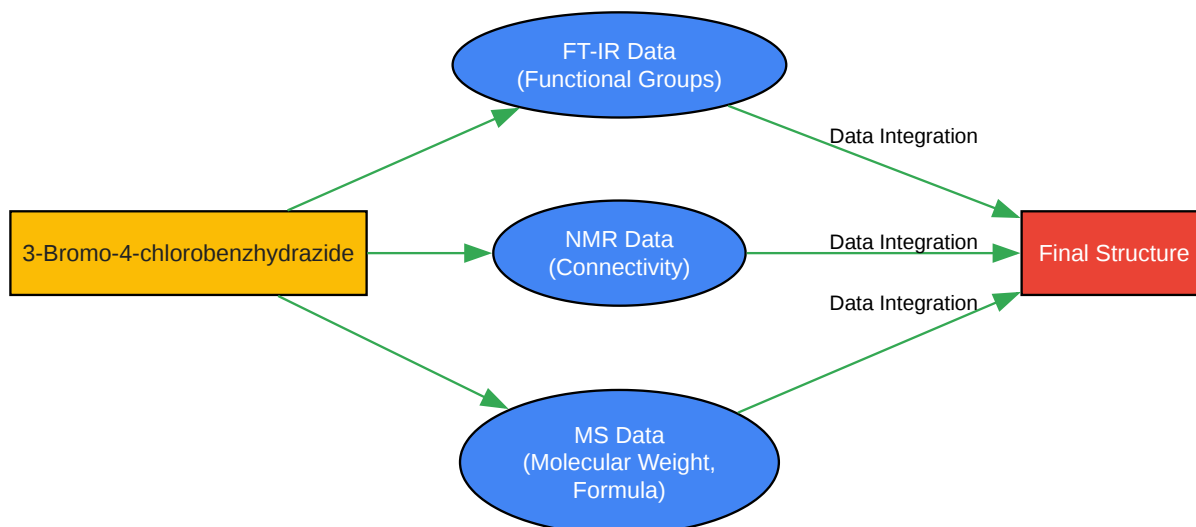 FT-IR Data
(Functional Groups)
Data Integration
3-Bromo-4-chlorobenzhydrazide
NMR Data
(Connectivity)
Data Integration
Final Structure
Data Integration
MS Data
(Molecular Weight,
Formula)